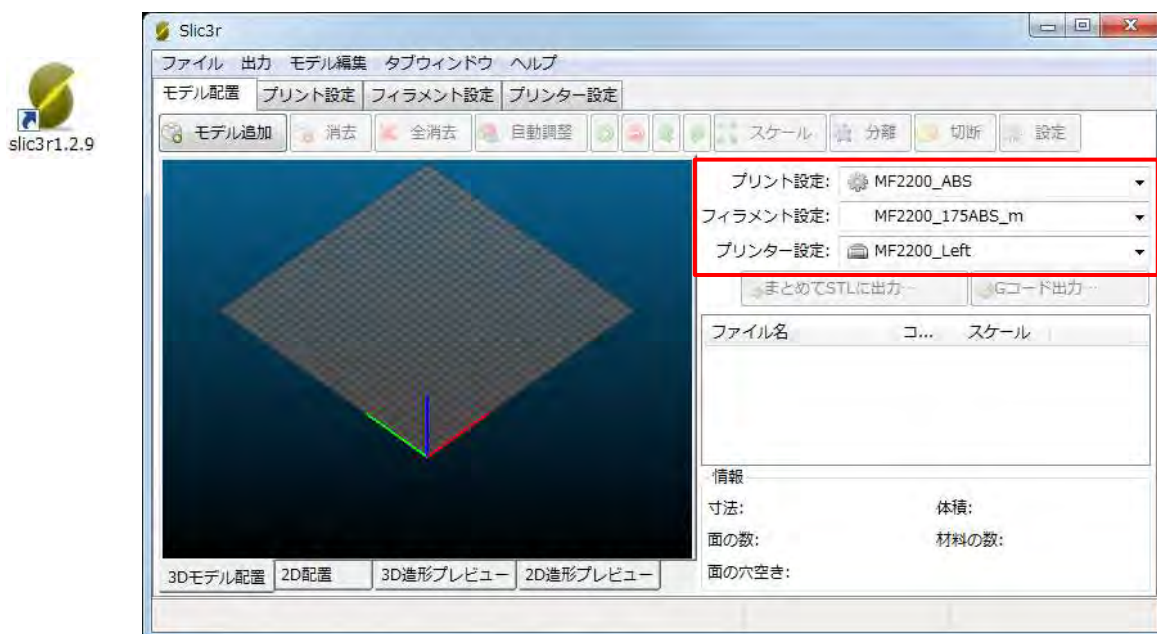 slic3r1.2.9
Slic3r
ファイル 出力 モデル編集 タブウィンドウ ヘルプ
モデル配置 プリント設定 フィラメント設定 プリンター設定
モデル追加 消去 全消去 自動調整 スケール 分離 切断 設定
プリント設定: MF2200_ABS
フィラメント設定: MF2200_175ABS_m
プリンター設定: MF2200_Left
まとめてSTLに出力… Gコード出力…
ファイル名 コ... スケール
情報
寸法: 体積:
面の数: 材料の数:
面の穴空き:
3Dモデル配置 2D配置 3D造形プレビュー 2D造形プレビュー